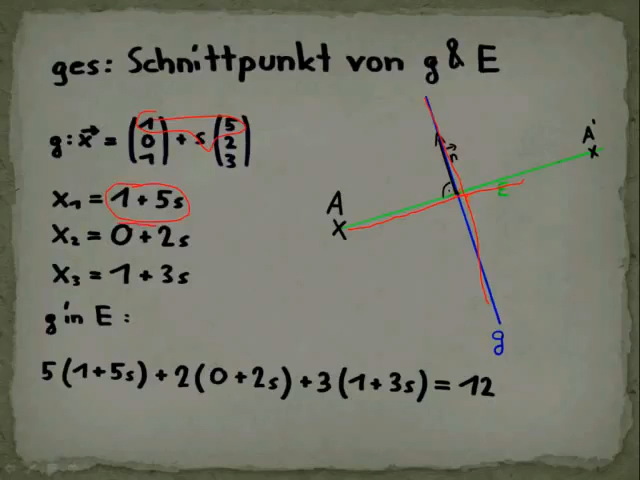 ges: Schnittpunkt von g & E
g: x⃗ = (1 0 1) + s (5 2 3)
x₁ = 1 + 5s
x₂ = 0 + 2s
x₃ = 1 + 3s
g in E :
5(1+5s) + 2(0+2s) + 3(1+3s) = 12
A
X
A'
x
n⃗
E
g